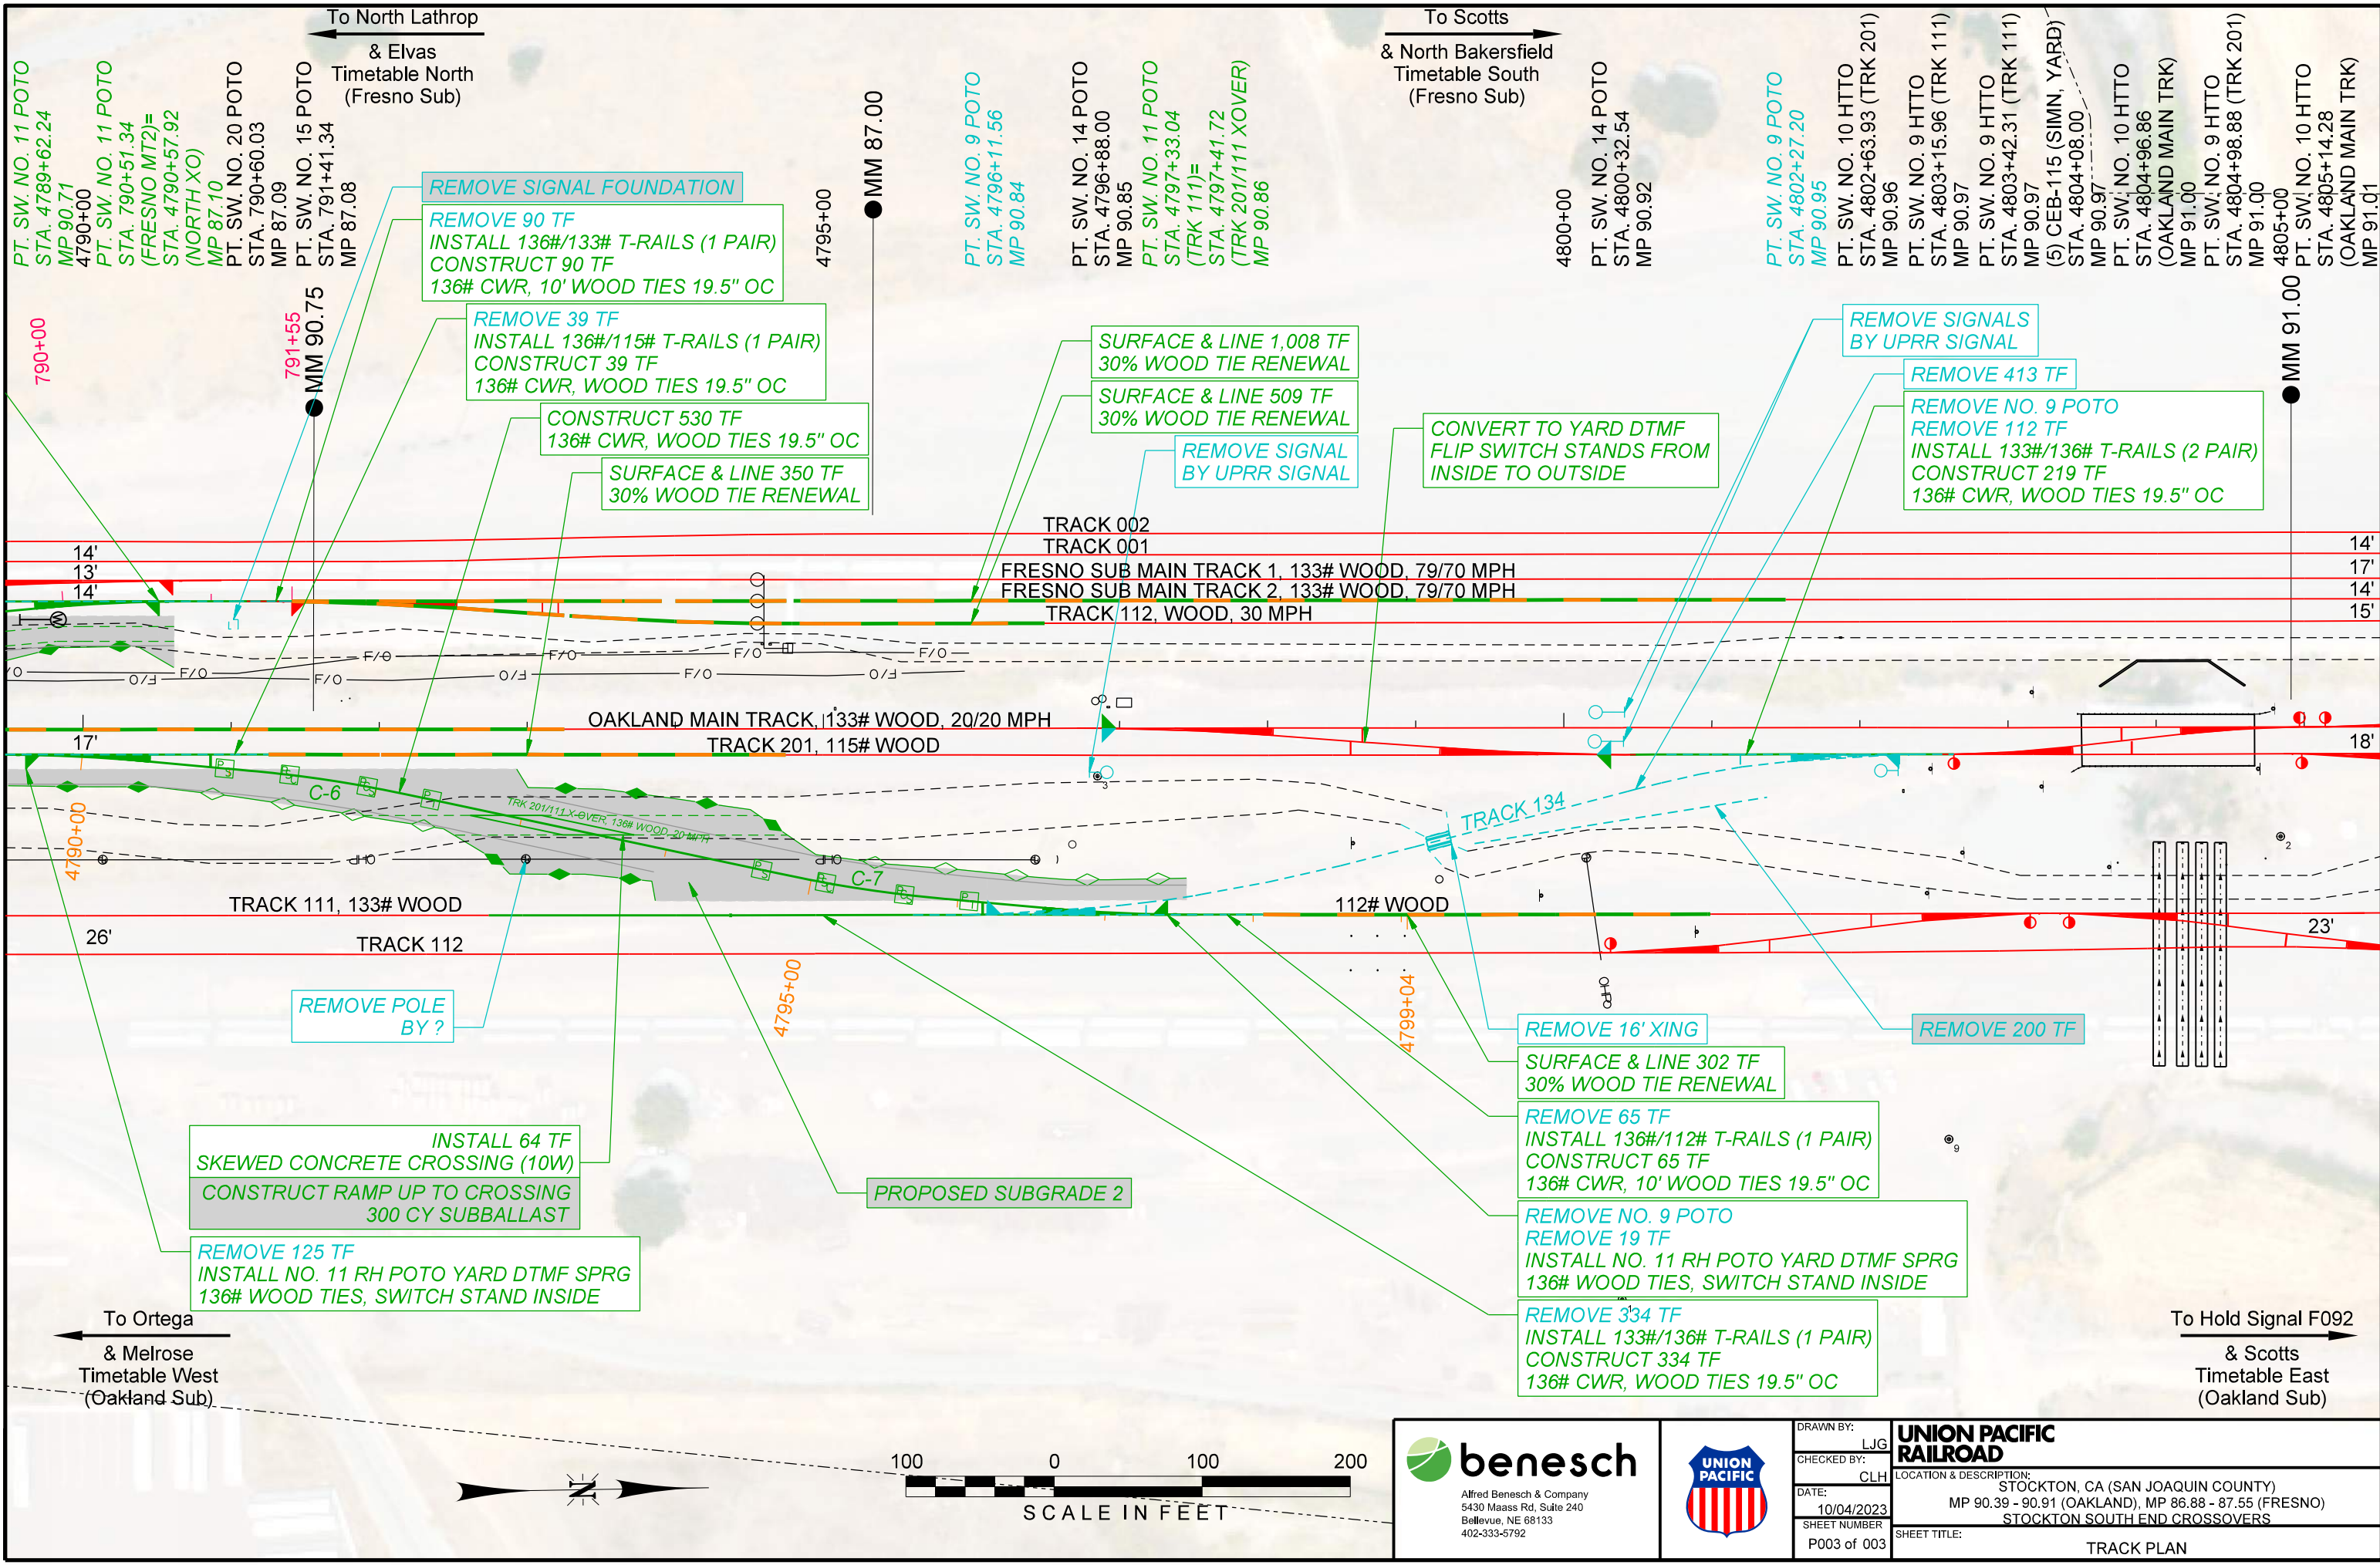 To North Lathrop
& Elvas
Timetable North
(Fresno Sub)
To Scotts
& North Bakersfield
Timetable South
(Fresno Sub)
PT. SW. NO. 11 POTO
STA. 4789+62.24
MP 90.71
4790+00
PT. SW. NO. 11 POTO
STA. 790+51.34
(FRESNO MT2)=
STA. 4790+57.92
(NORTH XO)
MP 87.10
PT. SW. NO. 20 POTO
STA. 790+60.03
MP 87.09
PT. SW. NO. 15 POTO
STA. 791+41.34
MP 87.08
4795+00
MM 87.00
PT. SW. NO. 9 POTO
STA. 4796+11.56
MP 90.84
PT. SW. NO. 14 POTO
STA. 4796+88.00
MP 90.85
PT. SW. NO. 11 POTO
STA. 4797+33.04
(TRK 111)=
STA. 4797+41.72
(TRK 201/111 XOVER)
MP 90.86
4800+00
PT. SW. NO. 14 POTO
STA. 4800+32.54
MP 90.92
PT. SW. NO. 9 POTO
STA. 4802+27.20
MP 90.95
PT. SW. NO. 10 HTTO
STA. 4802+63.93 (TRK 201)
MP 90.96
PT. SW. NO. 9 HTTO
STA. 4803+15.96 (TRK 111)
MP 90.97
PT. SW. NO. 9 HTTO
STA. 4803+42.31 (TRK 111)
MP 90.97
(5) CEB-115 (SIMN, YARD)
STA. 4804+08.00
MP 90.97
PT. SW. NO. 10 HTTO
STA. 4804+96.86
(OAKLAND MAIN TRK)
MP 91.00
PT. SW. NO. 9 HTTO
STA. 4804+98.88 (TRK 201)
MP 91.00
4805+00
PT. SW. NO. 10 HTTO
STA. 4805+14.28
(OAKLAND MAIN TRK)
MP 91.01
790+00
791+55
MM 90.75
MM 91.00
REMOVE SIGNAL FOUNDATION
REMOVE 90 TF
INSTALL 136#/133# T-RAILS (1 PAIR)
CONSTRUCT 90 TF
136# CWR, 10' WOOD TIES 19.5" OC
REMOVE 39 TF
INSTALL 136#/115# T-RAILS (1 PAIR)
CONSTRUCT 39 TF
136# CWR, WOOD TIES 19.5" OC
CONSTRUCT 530 TF
136# CWR, WOOD TIES 19.5" OC
SURFACE & LINE 350 TF
30% WOOD TIE RENEWAL
SURFACE & LINE 1,008 TF
30% WOOD TIE RENEWAL
SURFACE & LINE 509 TF
30% WOOD TIE RENEWAL
REMOVE SIGNAL
BY UPRR SIGNAL
CONVERT TO YARD DTMF
FLIP SWITCH STANDS FROM
INSIDE TO OUTSIDE
REMOVE SIGNALS
BY UPRR SIGNAL
REMOVE 413 TF
REMOVE NO. 9 POTO
REMOVE 112 TF
INSTALL 133#/136# T-RAILS (2 PAIR)
CONSTRUCT 219 TF
136# CWR, WOOD TIES 19.5" OC
TRACK 002
TRACK 001
FRESNO SUB MAIN TRACK 1, 133# WOOD, 79/70 MPH
FRESNO SUB MAIN TRACK 2, 133# WOOD, 79/70 MPH
TRACK 112, WOOD, 30 MPH
14'
13'
14'
14'
17'
14'
15'
F/O F/O F/O F/O
F/O F/O F/O F/O F/O F/O F/O
OAKLAND MAIN TRACK, 133# WOOD, 20/20 MPH
17'
TRACK 201, 115# WOOD
18'
PS PSC PCS PT
C-6
TRK 201/111 X-OVER, 136# WOOD, 20 MPH
PS PSC C-7 PCS PT
TRACK 134
3
2
OHP OHP
OHP
4790+00
TRACK 111, 133# WOOD
112# WOOD
26'
TRACK 112
23'
4795+00
4799+04
REMOVE POLE
BY ?
REMOVE 16' XING
REMOVE 200 TF
SURFACE & LINE 302 TF
30% WOOD TIE RENEWAL
REMOVE 65 TF
INSTALL 136#/112# T-RAILS (1 PAIR)
CONSTRUCT 65 TF
136# CWR, 10' WOOD TIES 19.5" OC
9
INSTALL 64 TF
SKEWED CONCRETE CROSSING (10W)
CONSTRUCT RAMP UP TO CROSSING
300 CY SUBBALLAST
PROPOSED SUBGRADE 2
REMOVE NO. 9 POTO
REMOVE 19 TF
INSTALL NO. 11 RH POTO YARD DTMF SPRG
136# WOOD TIES, SWITCH STAND INSIDE
REMOVE 125 TF
INSTALL NO. 11 RH POTO YARD DTMF SPRG
136# WOOD TIES, SWITCH STAND INSIDE
1
REMOVE 334 TF
INSTALL 133#/136# T-RAILS (1 PAIR)
CONSTRUCT 334 TF
136# CWR, WOOD TIES 19.5" OC
To Ortega
& Melrose
Timetable West
(Oakland Sub)
To Hold Signal F092
& Scotts
Timetable East
(Oakland Sub)
N
100 0 100 200
SCALE IN FEET
benesch
Alfred Benesch & Company
5430 Maass Rd, Suite 240
Bellevue, NE 68133
402-333-5792
UNION
PACIFIC
DRAWN BY:
LJG
CHECKED BY:
CLH
DATE:
10/04/2023
SHEET NUMBER
P003 of 003
UNION PACIFIC
RAILROAD
LOCATION & DESCRIPTION:
STOCKTON, CA (SAN JOAQUIN COUNTY)
MP 90.39 - 90.91 (OAKLAND), MP 86.88 - 87.55 (FRESNO)
STOCKTON SOUTH END CROSSOVERS
SHEET TITLE:
TRACK PLAN